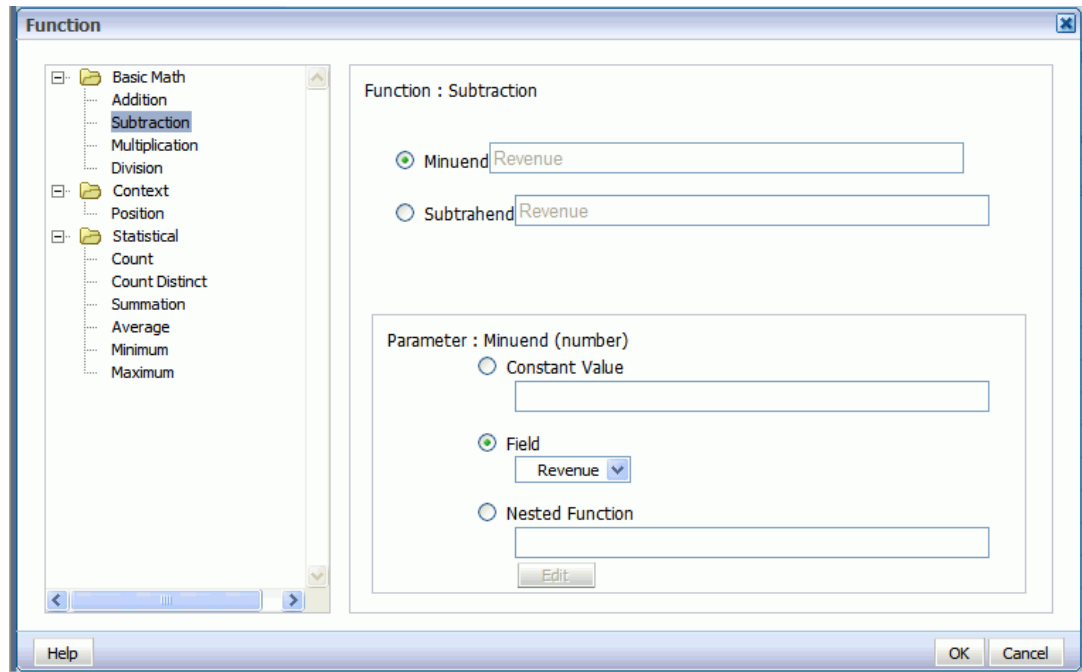 Function
Basic Math
Addition
Subtraction
Multiplication
Division
Context
Position
Statistical
Count
Count Distinct
Summation
Average
Minimum
Maximum
Function : Subtraction
Minuend Revenue
Subtrahend Revenue
Parameter : Minuend (number)
Constant Value
Field
Revenue
Nested Function
Edit
Help
OK Cancel